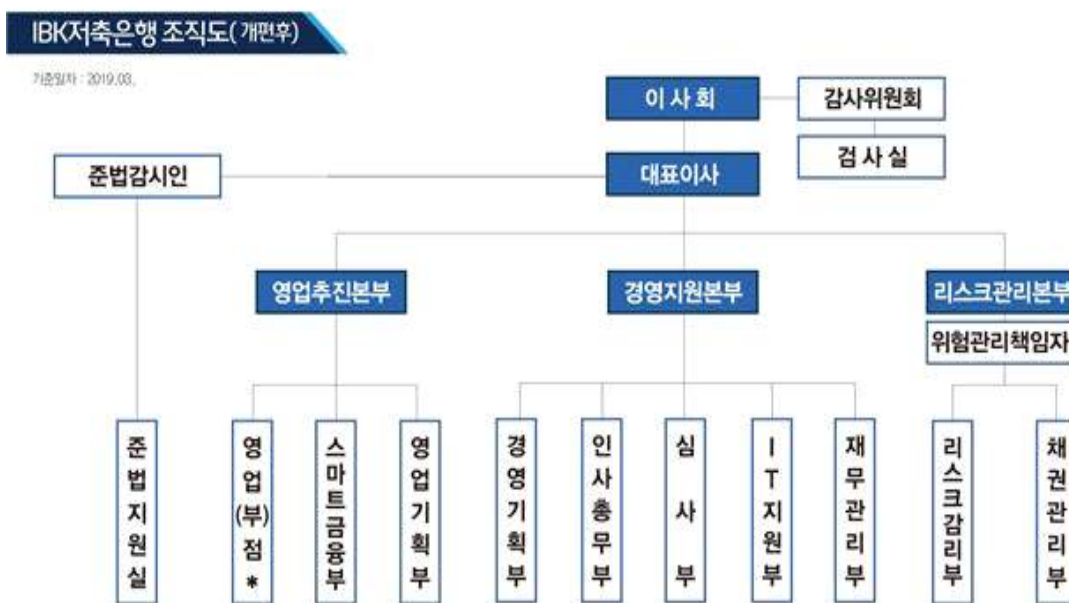 IBK저축은행 조직도( 개편후)
기준일자 : 2019.03.
이 사 회
감사위원회
검 사 실
준법감시인
대표이사
영업추진본부
경영지원본부
리스크관리본부
위험관리책임자
준법지원실
영업(부)점*
스마트금융부
영업기획부
경영기획부
인사총무부
심사부
IT지원부
재무관리부
리스크감리부
채권관리부